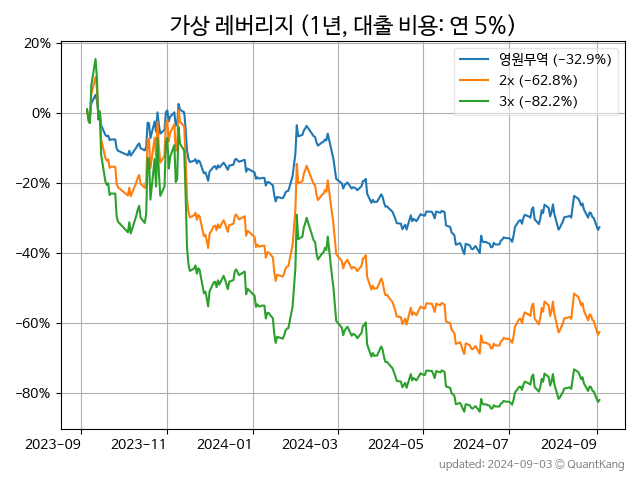 가상 레버리지 (1년, 대출 비용: 연 5%)
영원무역 (-32.9%)
2x (-62.8%)
3x (-82.2%)
20%
0%
−20%
−40%
−60%
−80%
2023-09 2023-11 2024-01 2024-03 2024-05 2024-07 2024-09
updated: 2024-09-03 © QuantKang